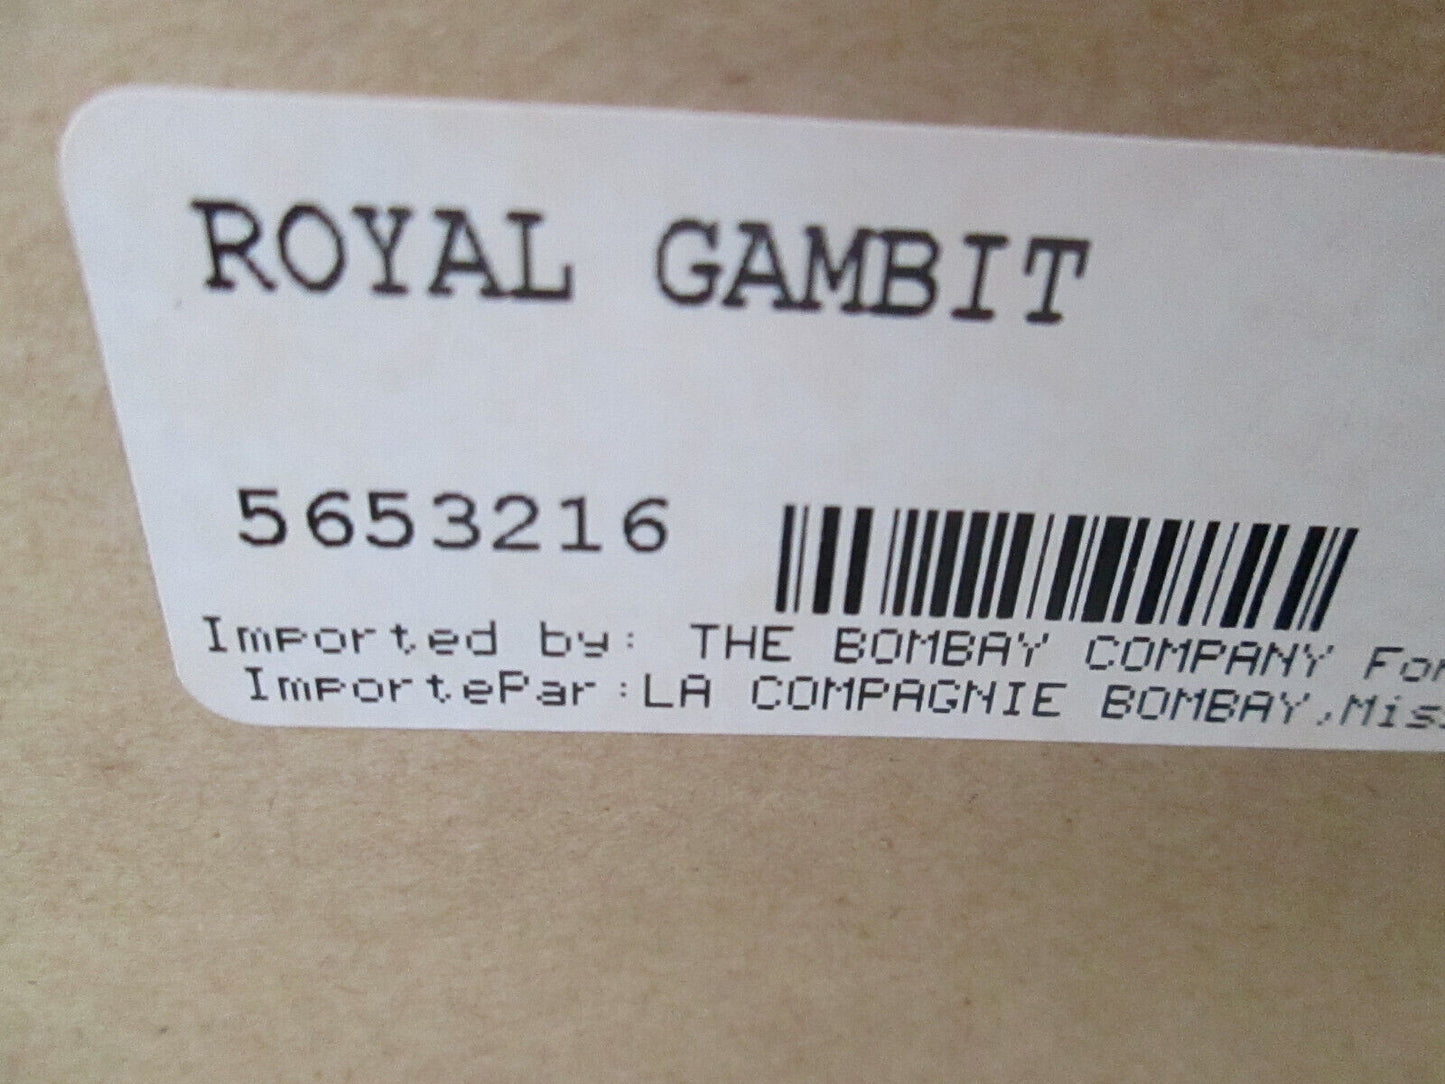 ROYAL GAMBIT
5653216
Imported by: THE BOMBAY COMPANY
ImportePar:LA COMPAGNIE BOMBAY,